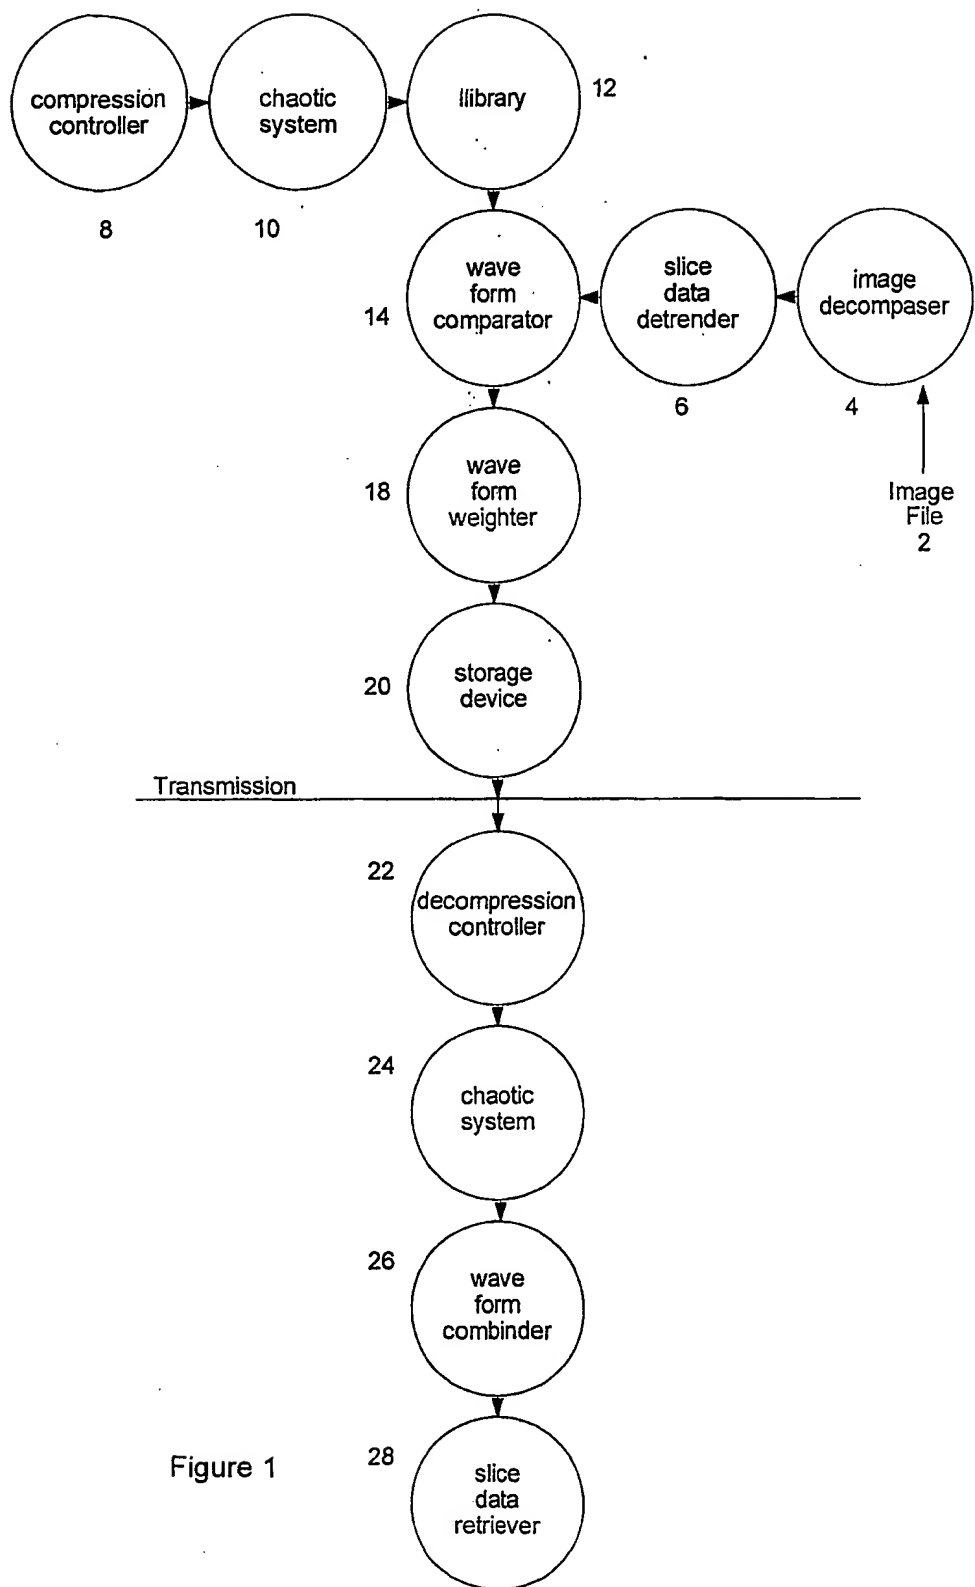 compression
controller
8
chaotic
system
10
llibrary
12
wave
form
comparator
14
slice
data
detrender
6
image
decompaser
4
Image
File
2
wave
form
weighter
18
storage
device
20
Transmission
22
decompression
controller
24
chaotic
system
26
wave
form
combinder
28
slice
data
retriever
Figure 1